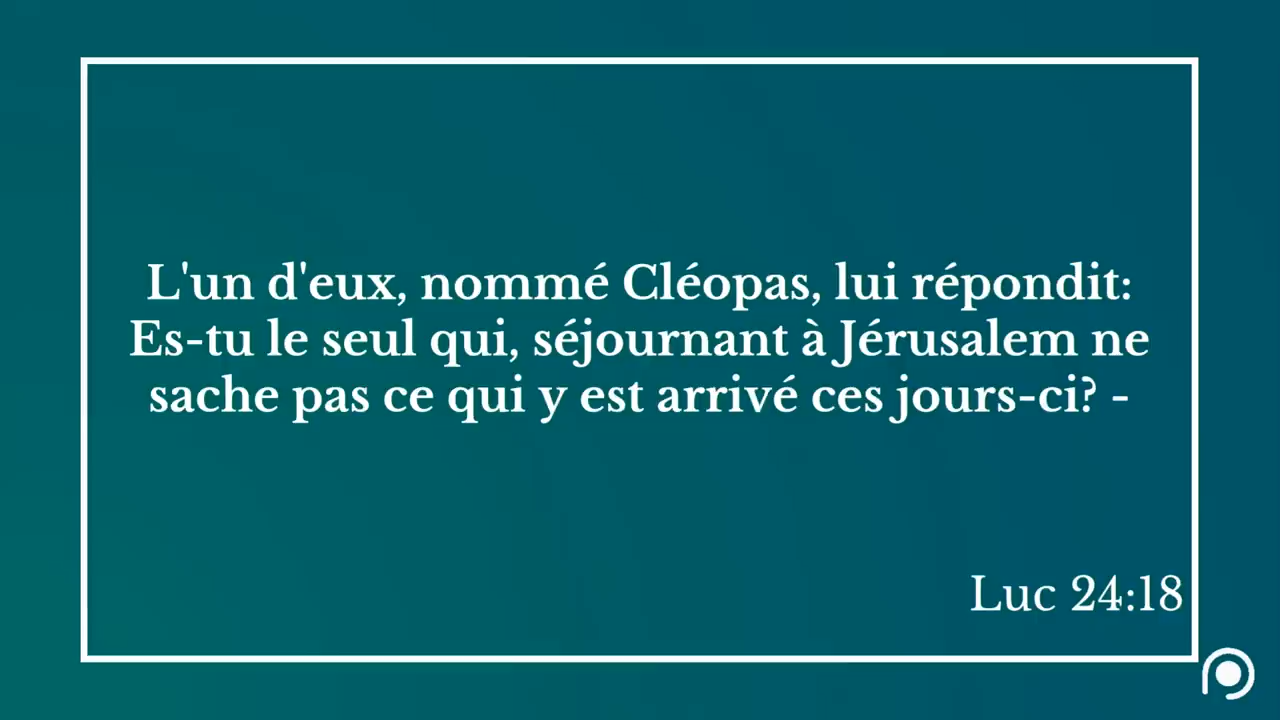 L'un d'eux, nommé Cléopas, lui répondit:
Es-tu le seul qui, séjournant à Jérusalem ne
sache pas ce qui y est arrivé ces jours-ci? -
Luc 24:18